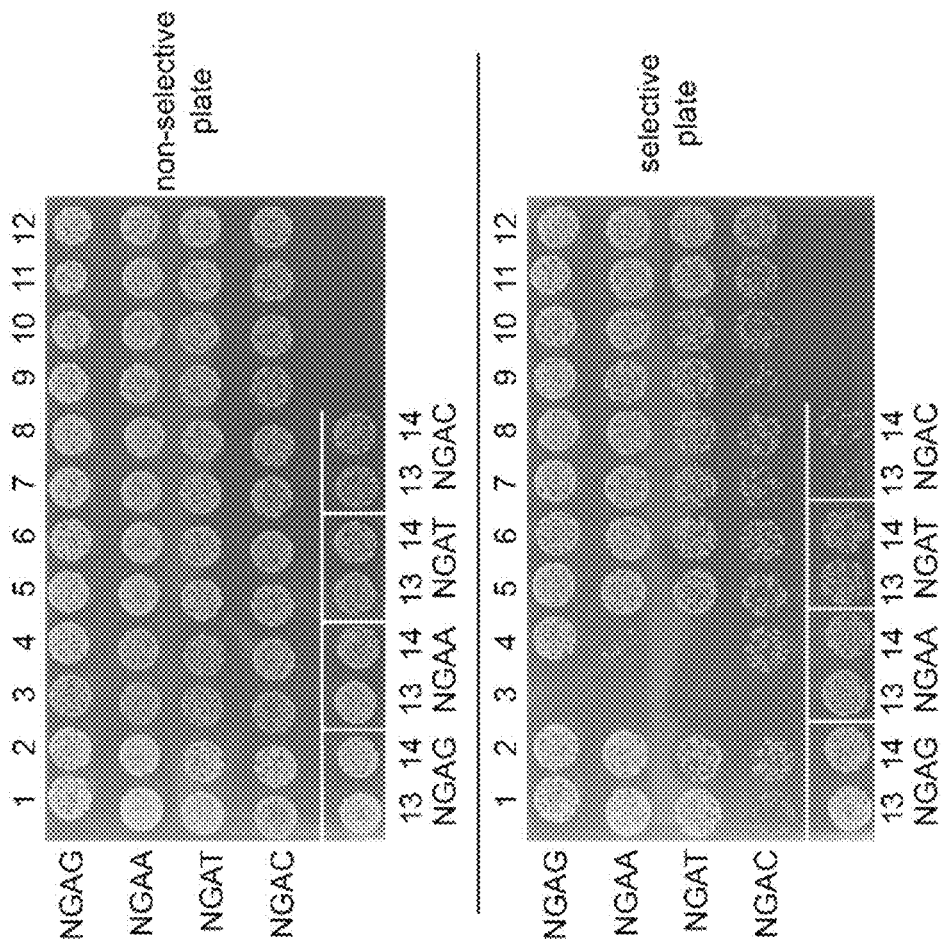 1 2 3 4 5 6 7 8 9 10 11 12
NGAG
NGAA
NGAT
NGAC
non-selective
plate
13 14 13 14 13 14 13 14
NGAG NGAA NGAT NGAC
1 2 3 4 5 6 7 8 9 10 11 12
NGAG
NGAA
NGAT
NGAC
selective
plate
13 14 13 14 13 14 13 14
NGAG NGAA NGAT NGAC